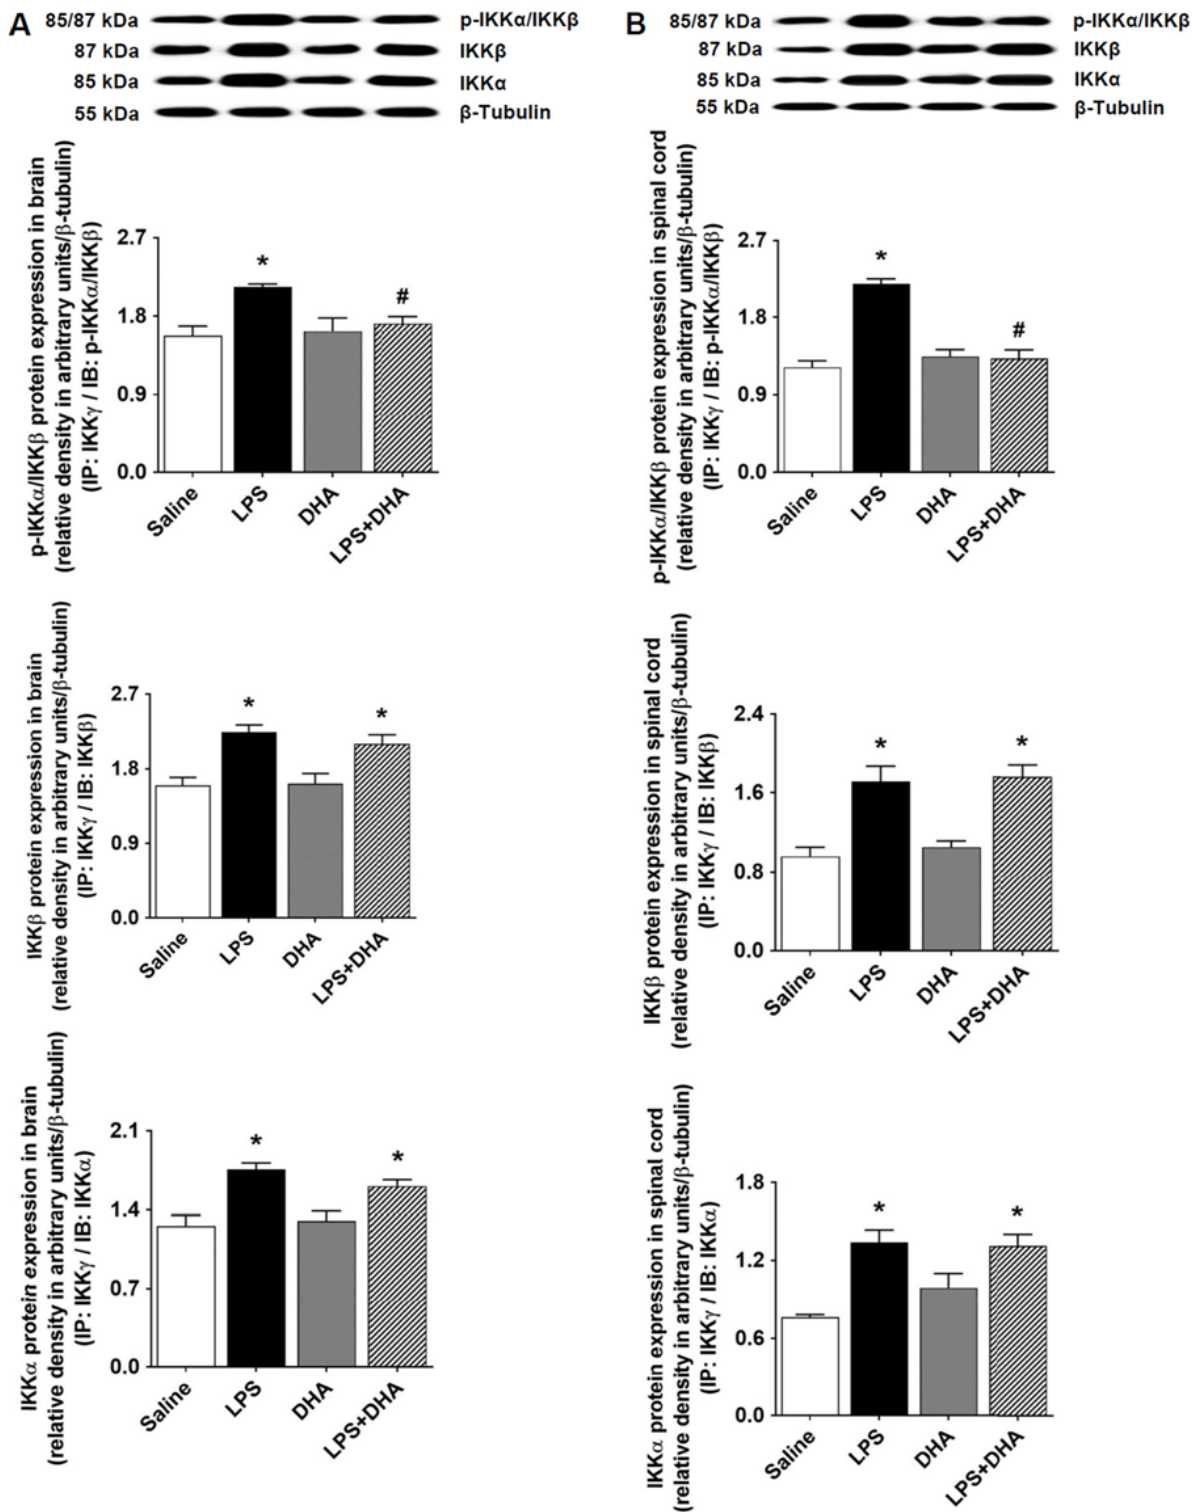 A
85/87 kDa
p-IKKα/IKKβ
87 kDa
IKKβ
85 kDa
IKKα
55 kDa
β-Tubulin
p-IKKα/IKKβ protein expression in brain
(relative density in arbitrary units/β-tubulin)
(IP: IKKγ / IB: p-IKKα/IKKβ)
2.7
1.8
0.9
0.0
*
#
Saline
LPS
DHA
LPS+DHA
IKKβ protein expression in brain
(relative density in arbitrary units/β-tubulin)
(IP: IKKγ / IB: IKKβ)
2.7
1.8
0.9
0.0
*
*
Saline
LPS
DHA
LPS+DHA
IKKα protein expression in brain
(relative density in arbitrary units/β-tubulin)
(IP: IKKγ / IB: IKKα)
2.1
1.4
0.7
0.0
*
*
Saline
LPS
DHA
LPS+DHA
B
85/87 kDa
p-IKKα/IKKβ
87 kDa
IKKβ
85 kDa
IKKα
55 kDa
β-Tubulin
p-IKKα/IKKβ protein expression in spinal cord
(relative density in arbitrary units/β-tubulin)
(IP: IKKγ / IB: p-IKKα/IKKβ)
2.7
1.8
0.9
0.0
*
#
Saline
LPS
DHA
LPS+DHA
IKKβ protein expression in spinal cord
(relative density in arbitrary units/β-tubulin)
(IP: IKKγ / IB: IKKβ)
2.4
1.6
0.8
0.0
*
*
Saline
LPS
DHA
LPS+DHA
IKKα protein expression in spinal cord
(relative density in arbitrary units/β-tubulin)
(IP: IKKγ / IB: IKKα)
1.8
1.2
0.6
0.0
*
*
Saline
LPS
DHA
LPS+DHA